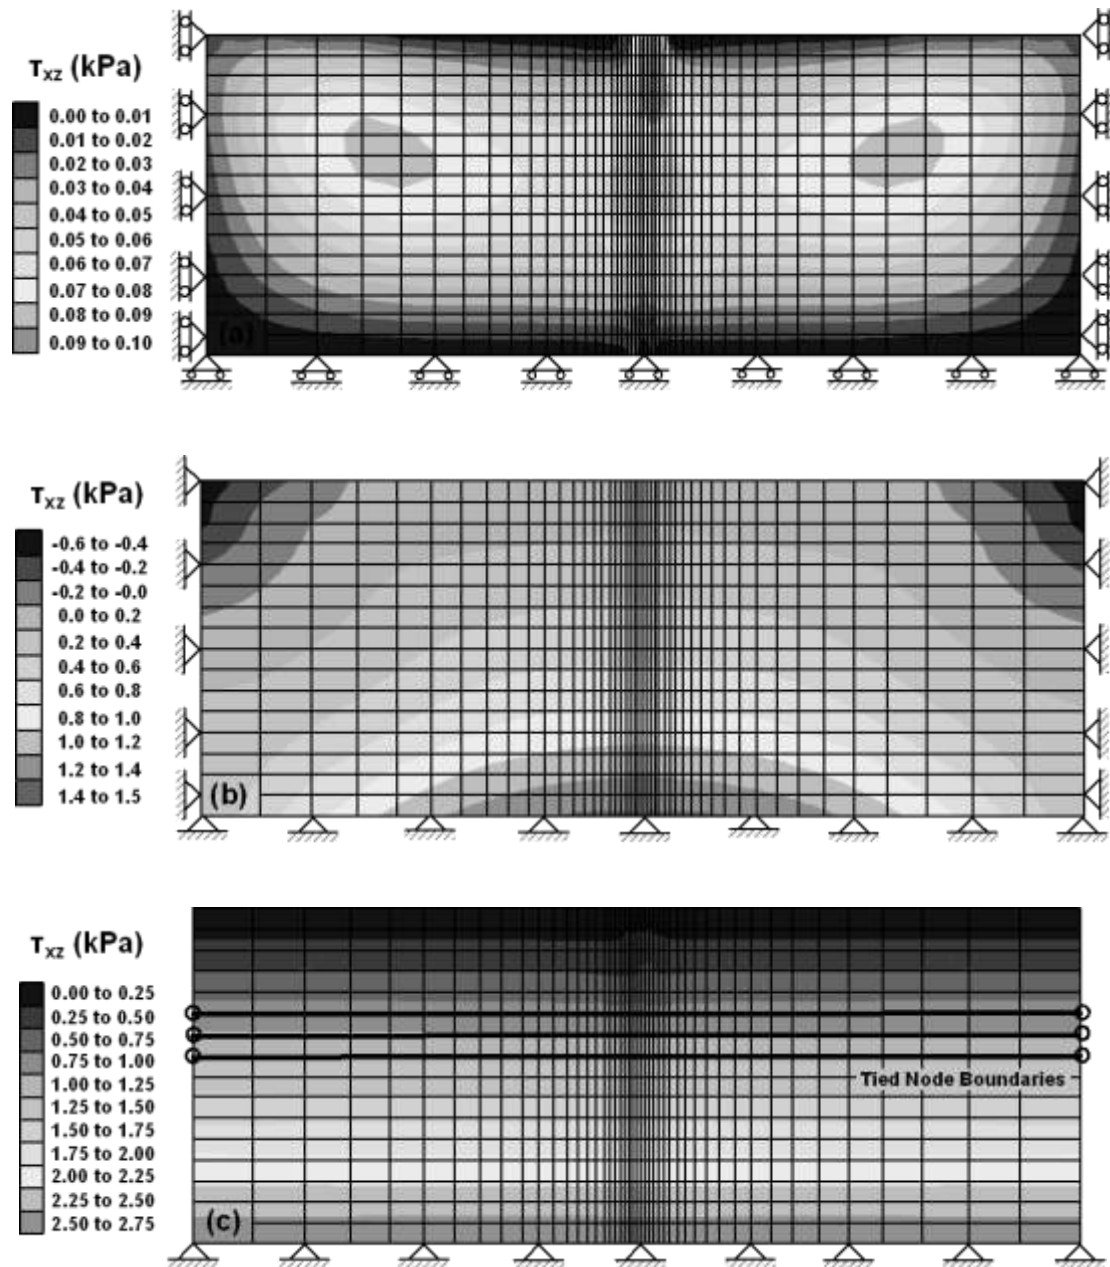 τxz (kPa)
0.00 to 0.01
0.01 to 0.02
0.02 to 0.03
0.03 to 0.04
0.04 to 0.05
0.05 to 0.06
0.06 to 0.07
0.07 to 0.08
0.08 to 0.09
0.09 to 0.10
(a)
τxz (kPa)
-0.6 to -0.4
-0.4 to -0.2
-0.2 to -0.0
0.0 to 0.2
0.2 to 0.4
0.4 to 0.6
0.6 to 0.8
0.8 to 1.0
1.0 to 1.2
1.2 to 1.4
1.4 to 1.5
(b)
τxz (kPa)
0.00 to 0.25
0.25 to 0.50
0.50 to 0.75
0.75 to 1.00
1.00 to 1.25
1.25 to 1.50
1.50 to 1.75
1.75 to 2.00
2.00 to 2.25
2.25 to 2.50
2.50 to 2.75
Tied Node Boundaries
(c)